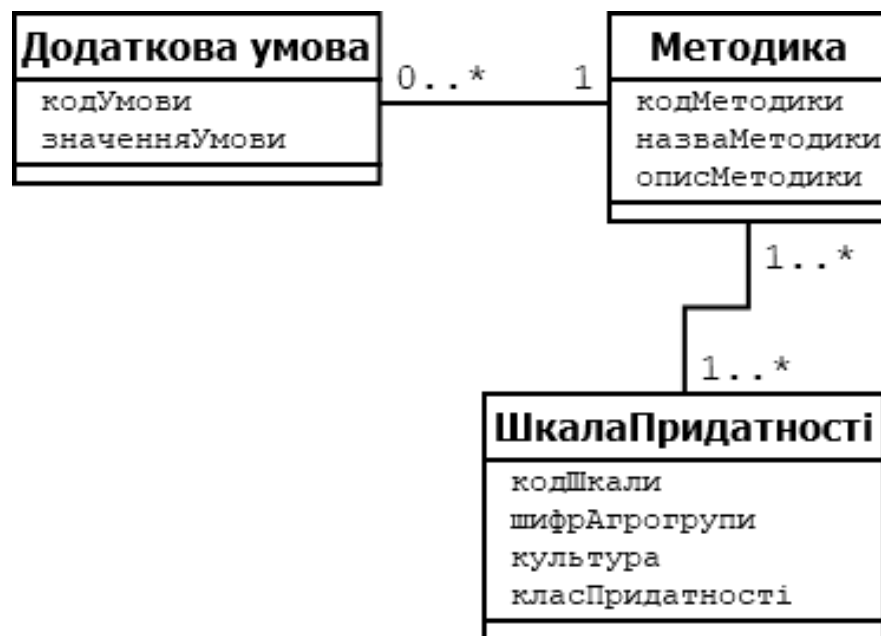 Додаткова умова
кодУмови
значенняУмови
0..*
1
Методика
кодМетодики
назваМетодики
описМетодики
1..*
1..*
ШкалаПридатності
кодШкали
шифрАгрогрупи
культура
класПридатності